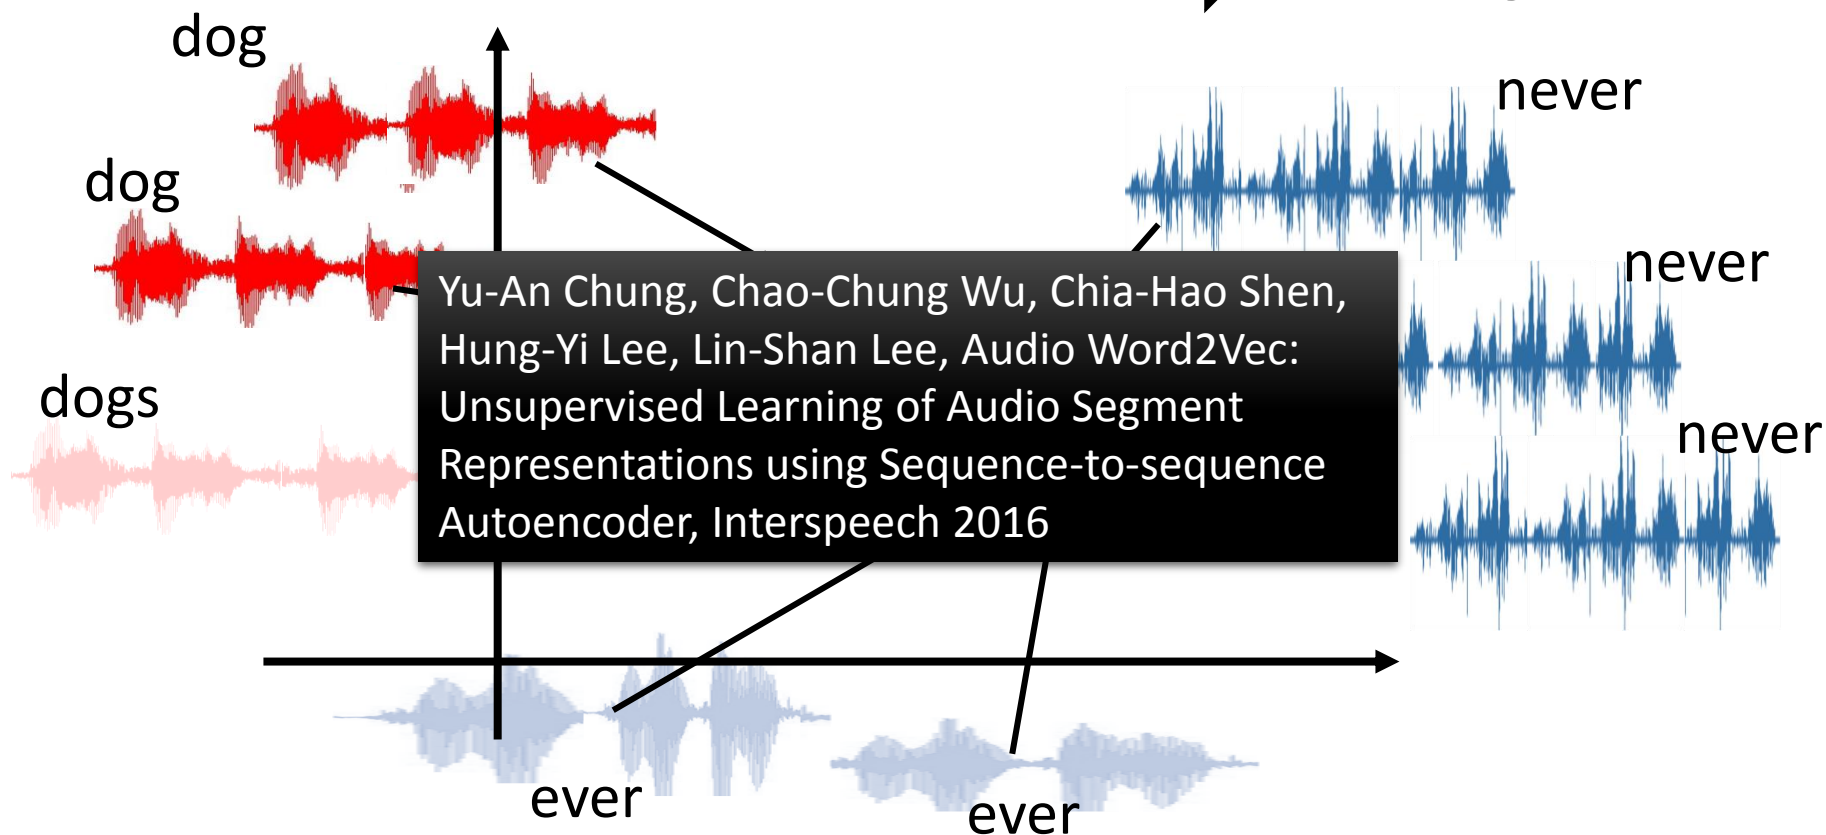 dog
never
dog
never
Yu-An Chung, Chao-Chung Wu, Chia-Hao Shen,
Hung-Yi Lee, Lin-Shan Lee, Audio Word2Vec:
Unsupervised Learning of Audio Segment
Representations using Sequence-to-sequence
Autoencoder, Interspeech 2016
dogs
never
ever
ever